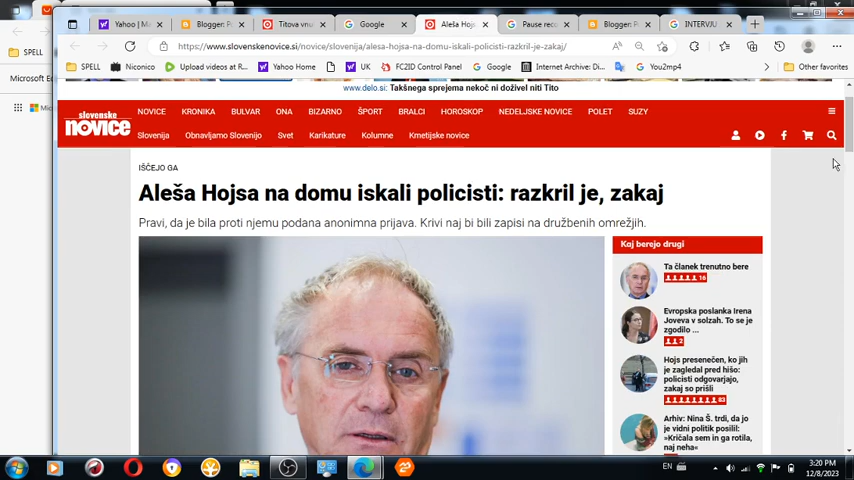 Yahoo | Ma
Blogger: Po
Titova vnu
Google
Aleša Hojs
Pause reco
Blogger: P
INTERVJU
https://www.slovenskenovice.si/novice/slovenija/alesa-hojsa-na-domu-iskali-policisti-razkril-je-zakaj/
SPELL
SPELL
Niconico
Upload videos at R...
Yahoo Home
UK
FC2ID Control Panel
Google
Internet Archive: Di...
You2mp4
Other favorites
Microsoft Ed
www.delo.si: Takšnega sprejema nekoč ni doživel niti Tito
slovenske
novice
NOVICE KRONIKA BULVAR ONA BIZARNO ŠPORT BRALCI HOROSKOP NEDELJSKE NOVICE POLET SUZY
Slovenija Obnavljamo Slovenijo Svet Karikature Kolumne Kmetijske novice
IŠČEJO GA
Aleša Hojsa na domu iskali policisti: razkril je, zakaj
Pravi, da je bila proti njemu podana anonimna prijava. Krivi naj bi bili zapisi na družbenih omrežjih.
Kaj berejo drugi
Ta članek trenutno bere
16
Evropska poslanka Irena
Joveva v solzah. To se je
zgodilo ...
2
Hojs presenečen, ko jih
je zagledal pred hišo:
policisti odgovarjajo,
zakaj so prišli
83
Arhiv: Nina Š. trdi, da jo
je vidni politik posilil:
»Kričala sem in ga rotila,
naj neha«
EN
3:20 PM
12/8/2023